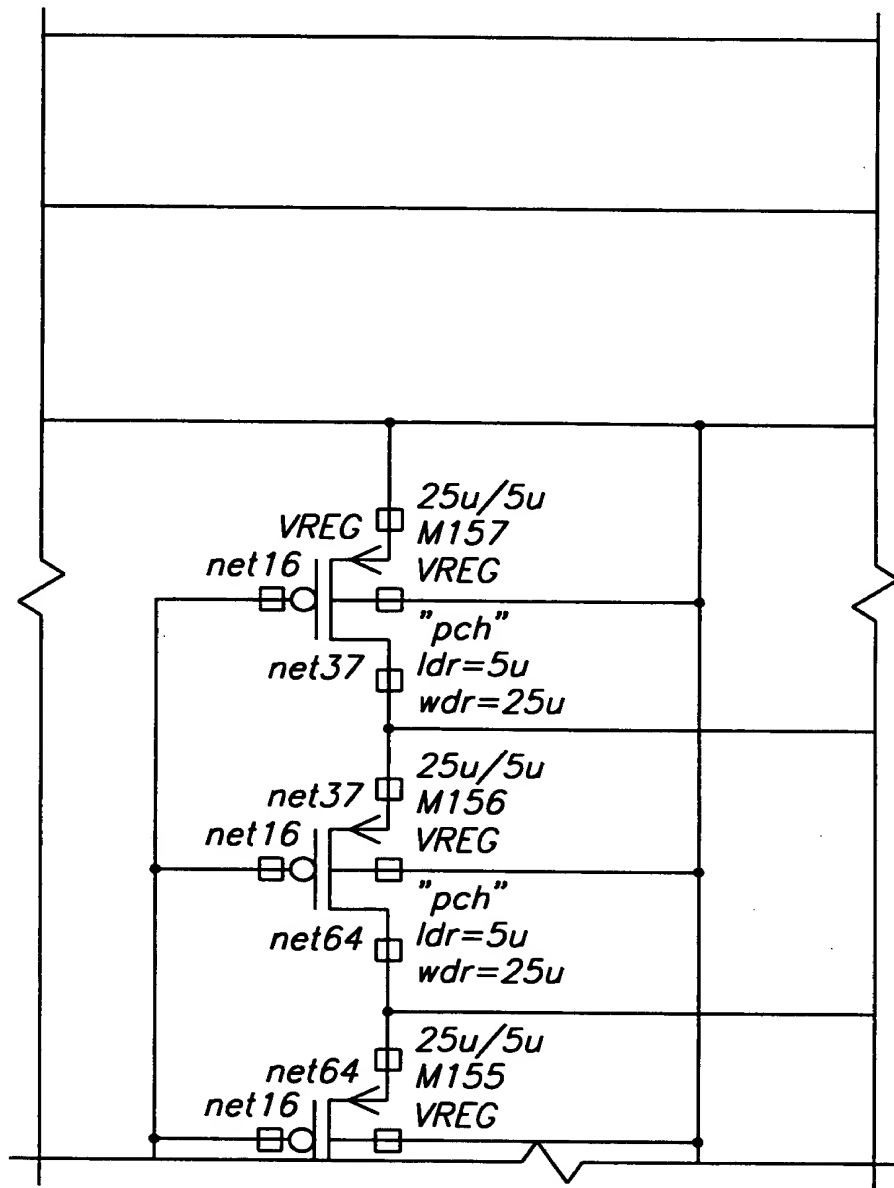 25u/5u
VREG
M157
net16
VREG
"pch"
net37
ldr=5u
wdr=25u
25u/5u
net37
M156
net16
VREG
"pch"
net64
ldr=5u
wdr=25u
25u/5u
net64
M155
net16
VREG